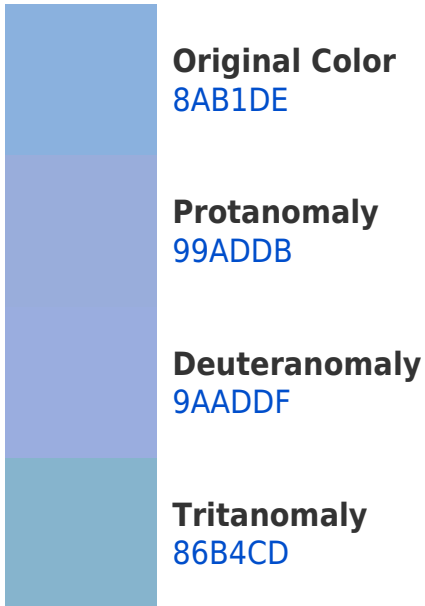 Original Color
8AB1DE
Protanomaly
99ADDB
Deuteranomaly
9AADDF
Tritanomaly
86B4CD